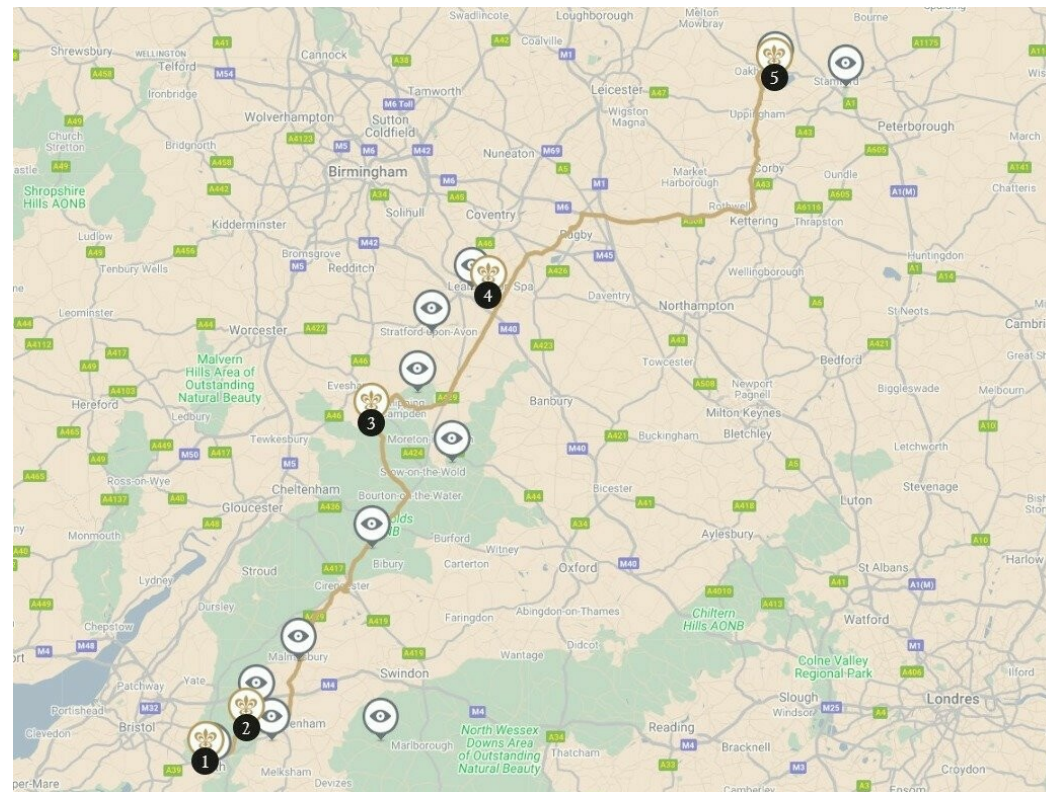 Swadlincote
Loughborough
Melton
Mowbray
Bourne
Shrewsbury
WELLINGTON
Telford
A41
Cannock
A42
Coalville
M1
A1175
A458
M54
A38
Leicester
A47
Stamford
5
Ironbridge
Tamworth
M6 Toll
Wigston
Magna
Uppingham
A1
Wolverhampton
Sutton
Coldfield
A43
Peterborough
A49
Church
Stretton
Bridgnorth
A4123
M5
M6
M42
Nuneaton
M69
A605
March
A49
A458
Birmingham
A5
Market
Harborough
Corby
Oundle
A141
Shropshire
Hills AONB
A442
A34
M6
A45
M1
A43
A605
A1(M)
Chatteris
Solihull
Coventry
M6
Rothwell
A6116
Kidderminster
Kettering
Thrapston
Ludlow
A49
A456
Bromsgrove
M42
A46
Rugby
A508
M45
Huntingdon
Tenbury Wells
M5
Redditch
A426
Wellingborough
A1
A14
4
Spa
Daventry
Leominster
Northampton
A6
St Neots
A44
A44
Worcester
A422
Stratford-upon-Avon
M40
A4112
A417
A423
A43
A421
A49
Malvern
Hills Area of
Outstanding
Natural Beauty
A46
Towcester
Bedford
A4103
A508
Newport
Pagnell
Biggleswade
Hereford
Ledbury
A46
3
Banbury
Milton Keynes
A465
A449
Tewkesbury
Moreton
A421
Buckingham
Bletchley
A10
M50
A417
A424
M40
Letchworth
A49
M5
Stow-on-the-Wold
A5
A465
Ross-on-Wye
Cheltenham
Bourton-on-the-Water
A44
Bicester
Stevenage
A4137
A40
Gloucester
A436
A41
A418
Luton
Monmouth
A48
Burford
A34
Aylesbury
A10
Witney
Stroud
A417
Bibury
Carterton
Oxford
M40
St Albans
Harlow
Lydney
Cirencester
A41
A1(M)
A449
Dursley
A4010
A413
A419
Faringdon
Abingdon-on-Thames
Chiltern
Hills AONB
Watford
Chepstow
M48
Malmesbury
A419
Wantage
Didcot
M1
M4
Colne Valley
Regional Park
A406
Ilford
Patchway
Yate
M4
Swindon
Slough
Windsor
M25
Londres
A4
Portishead
M32
2
M4
Reading
Clevedon
Bristol
Marlborough
North Wessex
Downs Area
of Outstanding
Natural Beauty
A34
M4
Bracknell
Thatcham
1
A39
Melksham
Devizes
A33
M3
Croydon
Camberley
A3